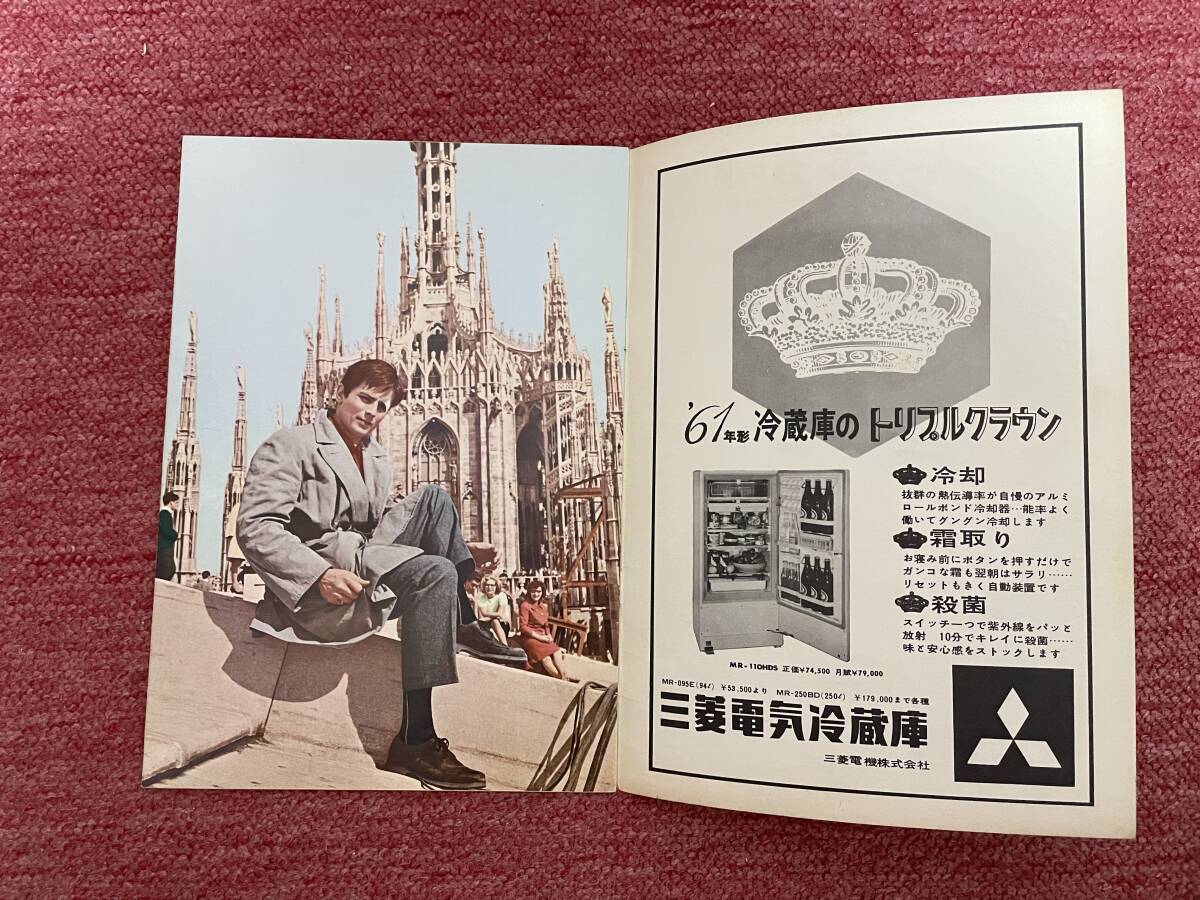 '61年形 冷蔵庫の トリプルクラウン
冷却
抜群の熱伝導率が自慢のアルミ
ロールボンド冷却器…能率よく
働いてグングン冷却します
霜取り
お寝み前にボタンを押すだけで
ガンコな霜も翌朝はサラリ……
リセットもきく自動装置です
殺菌
スイッチ一つで紫外線をパッと
放射 10分でキレイに殺菌……
味と安心感をストックします
MR-110HDS 正価¥74,500 月賦¥79,000
MR-095E(94ℓ) ¥53,500より MR-250BD(250ℓ) ¥179,000まで各種
三菱電気冷蔵庫
三菱電機株式会社